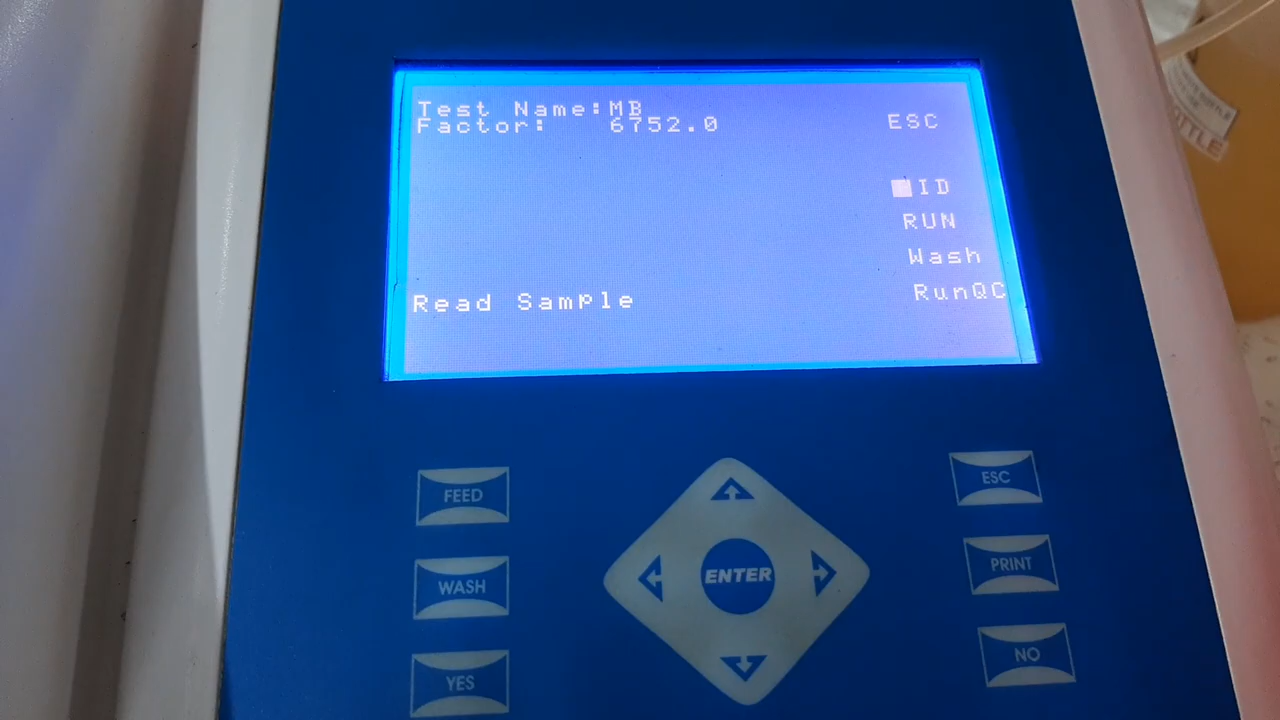 Test Name:MB
Factor: 6752.0
ESC
ID
RUN
Wash
RunQC
Read Sample
FEED
WASH
YES
ENTER
ESC
PRINT
NO